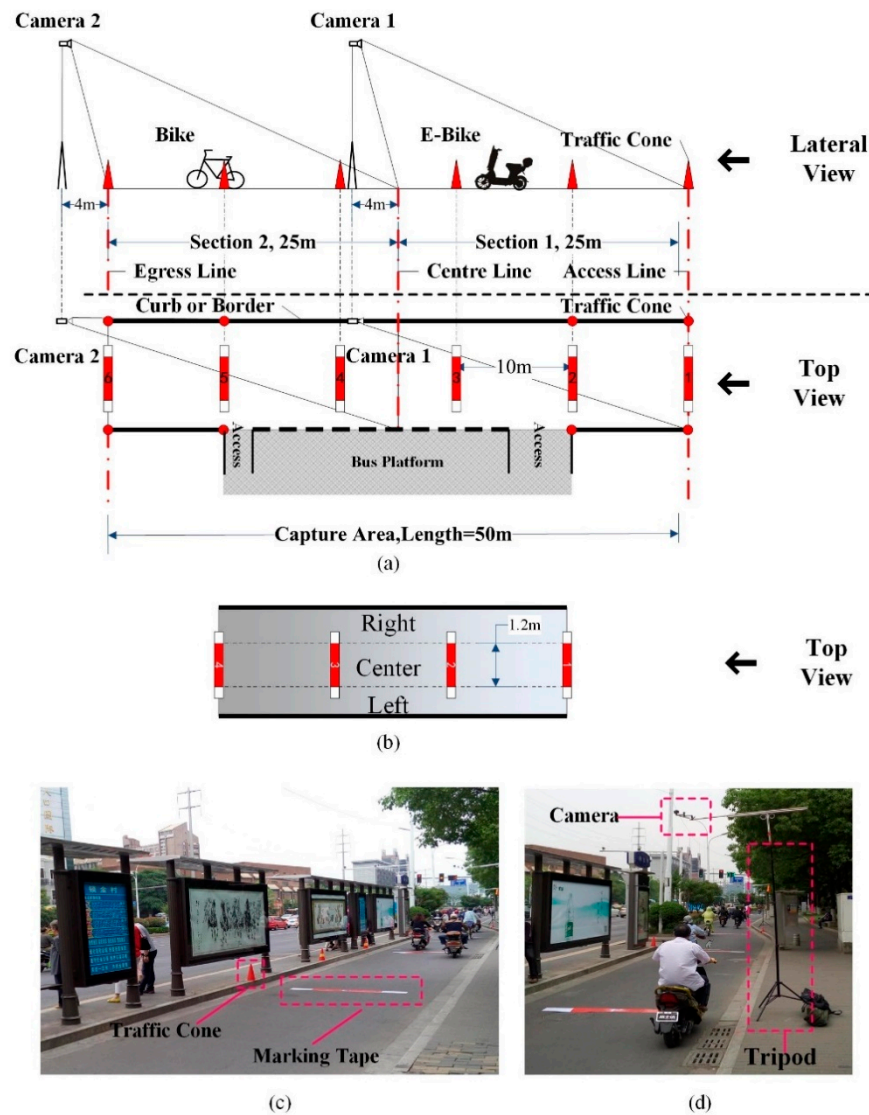 Camera 2
Camera 1
Bike
E-Bike
Traffic Cone
Lateral
View
4m
4m
Section 2, 25m
Section 1, 25m
Egress Line
Centre Line
Access Line
Curb or Border
Traffic Cone
Camera 2
Camera 1
6
5
4
3
10m
2
1
Top
View
Access
Bus Platform
Access
Capture Area,Length=50m
(a)
Right
1.2m
4
3
Center
2
1
Top
View
Left
(b)
Traffic Cone
Marking Tape
Camera
Tripod
(c)
(d)